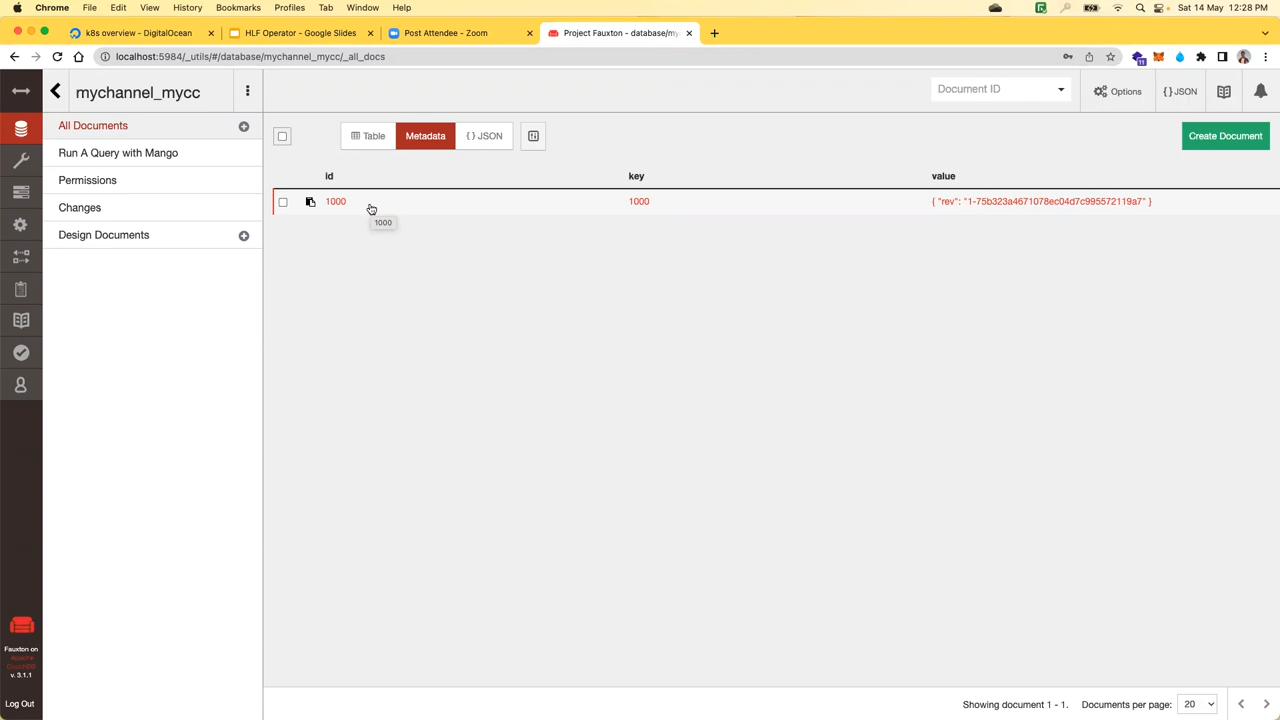 Chrome File Edit View History Bookmarks Profiles Tab Window Help Sat 14 May 12:28 PM
k8s overview - DigitalOcean HLF Operator - Google Slides Post Attendee - Zoom Project Fauxton - database/my
localhost:5984/_utils/#/database/mychannel_mycc/_all_docs
11
mychannel_mycc
Document ID
Options
{ } JSON
All Documents
Run A Query with Mango
Permissions
Changes
Design Documents
Table Metadata { } JSON
Create Document
id key value
1000 1000 { "rev": "1-75b323a4671078ec04d7c995572119a7" }
1000
Fauxton on
Apache
CouchDB
v. 3.1.1
Log Out
Showing document 1 - 1. Documents per page: 20